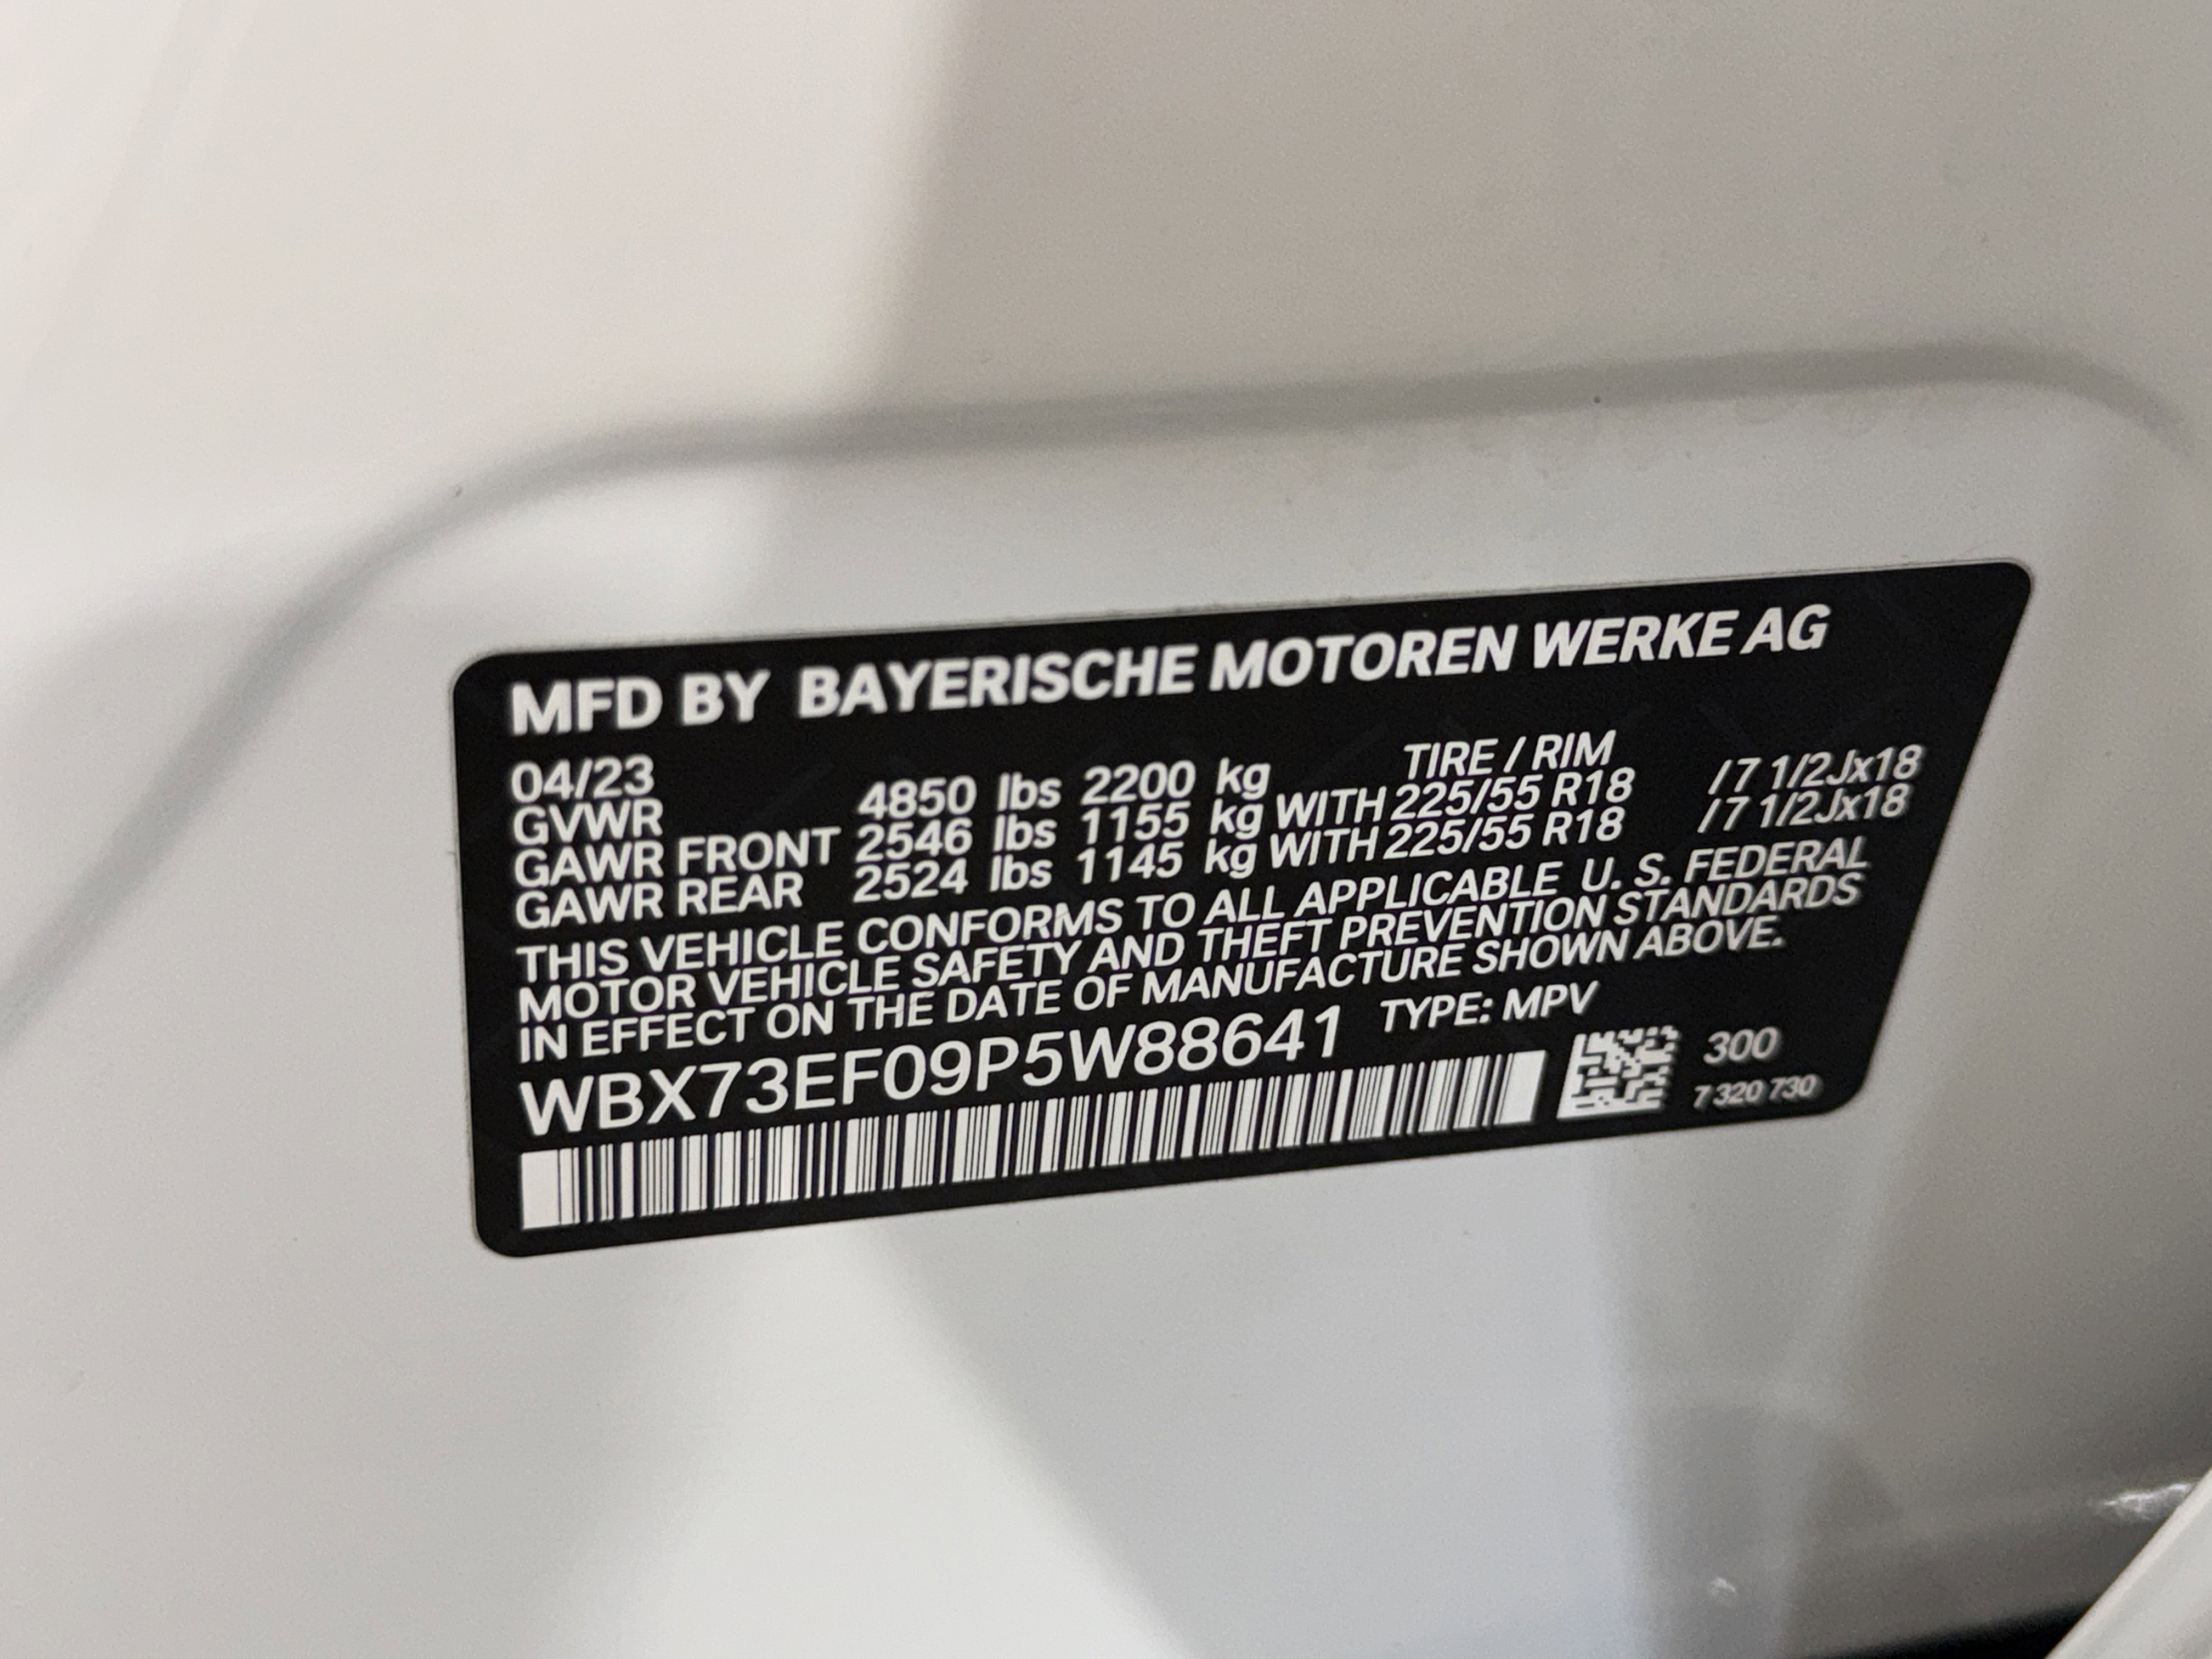 MFD BY BAYERISCHE MOTOREN WERKE AG
04/23 TIRE / RIM
GVWR 4850 lbs 2200 kg
GAWR FRONT 2546 lbs 1155 kg WITH 225/55 R18 /7 1/2Jx18
GAWR REAR 2524 lbs 1145 kg WITH 225/55 R18 /7 1/2Jx18
THIS VEHICLE CONFORMS TO ALL APPLICABLE U. S. FEDERAL
MOTOR VEHICLE SAFETY AND THEFT PREVENTION STANDARDS
IN EFFECT ON THE DATE OF MANUFACTURE SHOWN ABOVE.
WBX73EF09P5W88641 TYPE: MPV
300
7 320 730